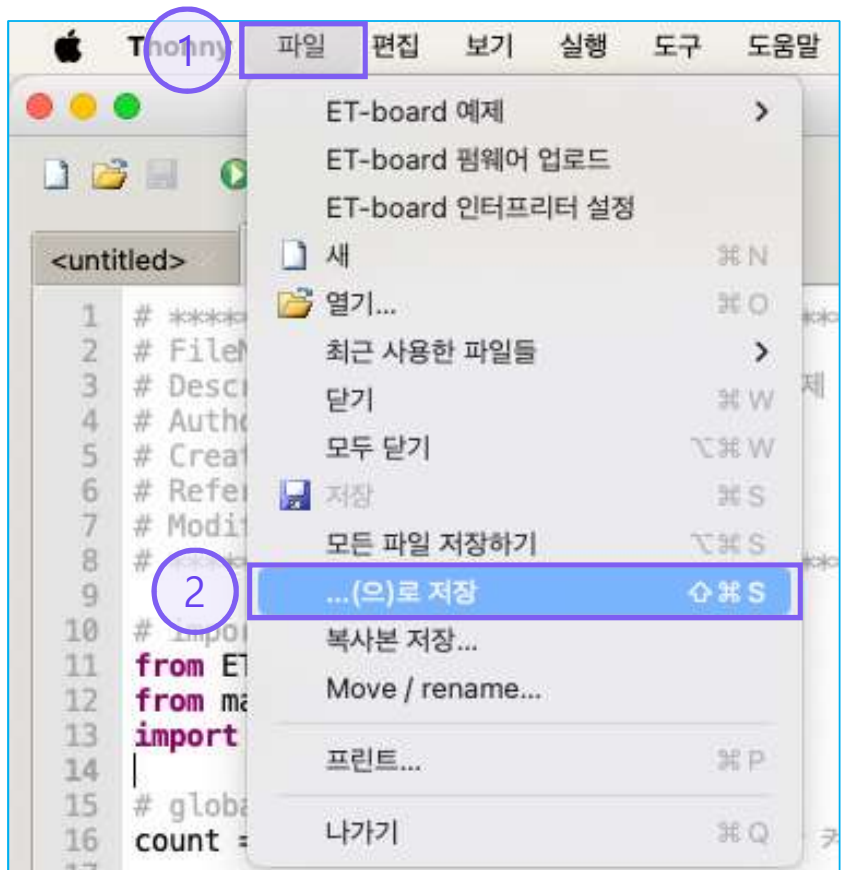 1
Thonny 파일 편집 보기 실행 도구 도움말
ET-board 예제 >
ET-board 펌웨어 업로드
ET-board 인터프리터 설정
<untitled>
새 ⌘ N
열기... ⌘ O
최근 사용한 파일들 >
닫기 ⌘ W
모두 닫기 ⌥⌘ W
저장 ⌘ S
모든 파일 저장하기 ⌥⌘ S
2
...(으)로 저장 ⇧⌘ S
복사본 저장...
Move / rename...
프린트... ⌘ P
나가기 ⌘ Q
1 # ****
2 # File
3 # Descr 제
4 # Auth
5 # Creat
6 # Refer
7 # Modif
8 #
9
10 # impor
11 from ET
12 from ma
13 import
14
15 # globa
16 count =
17